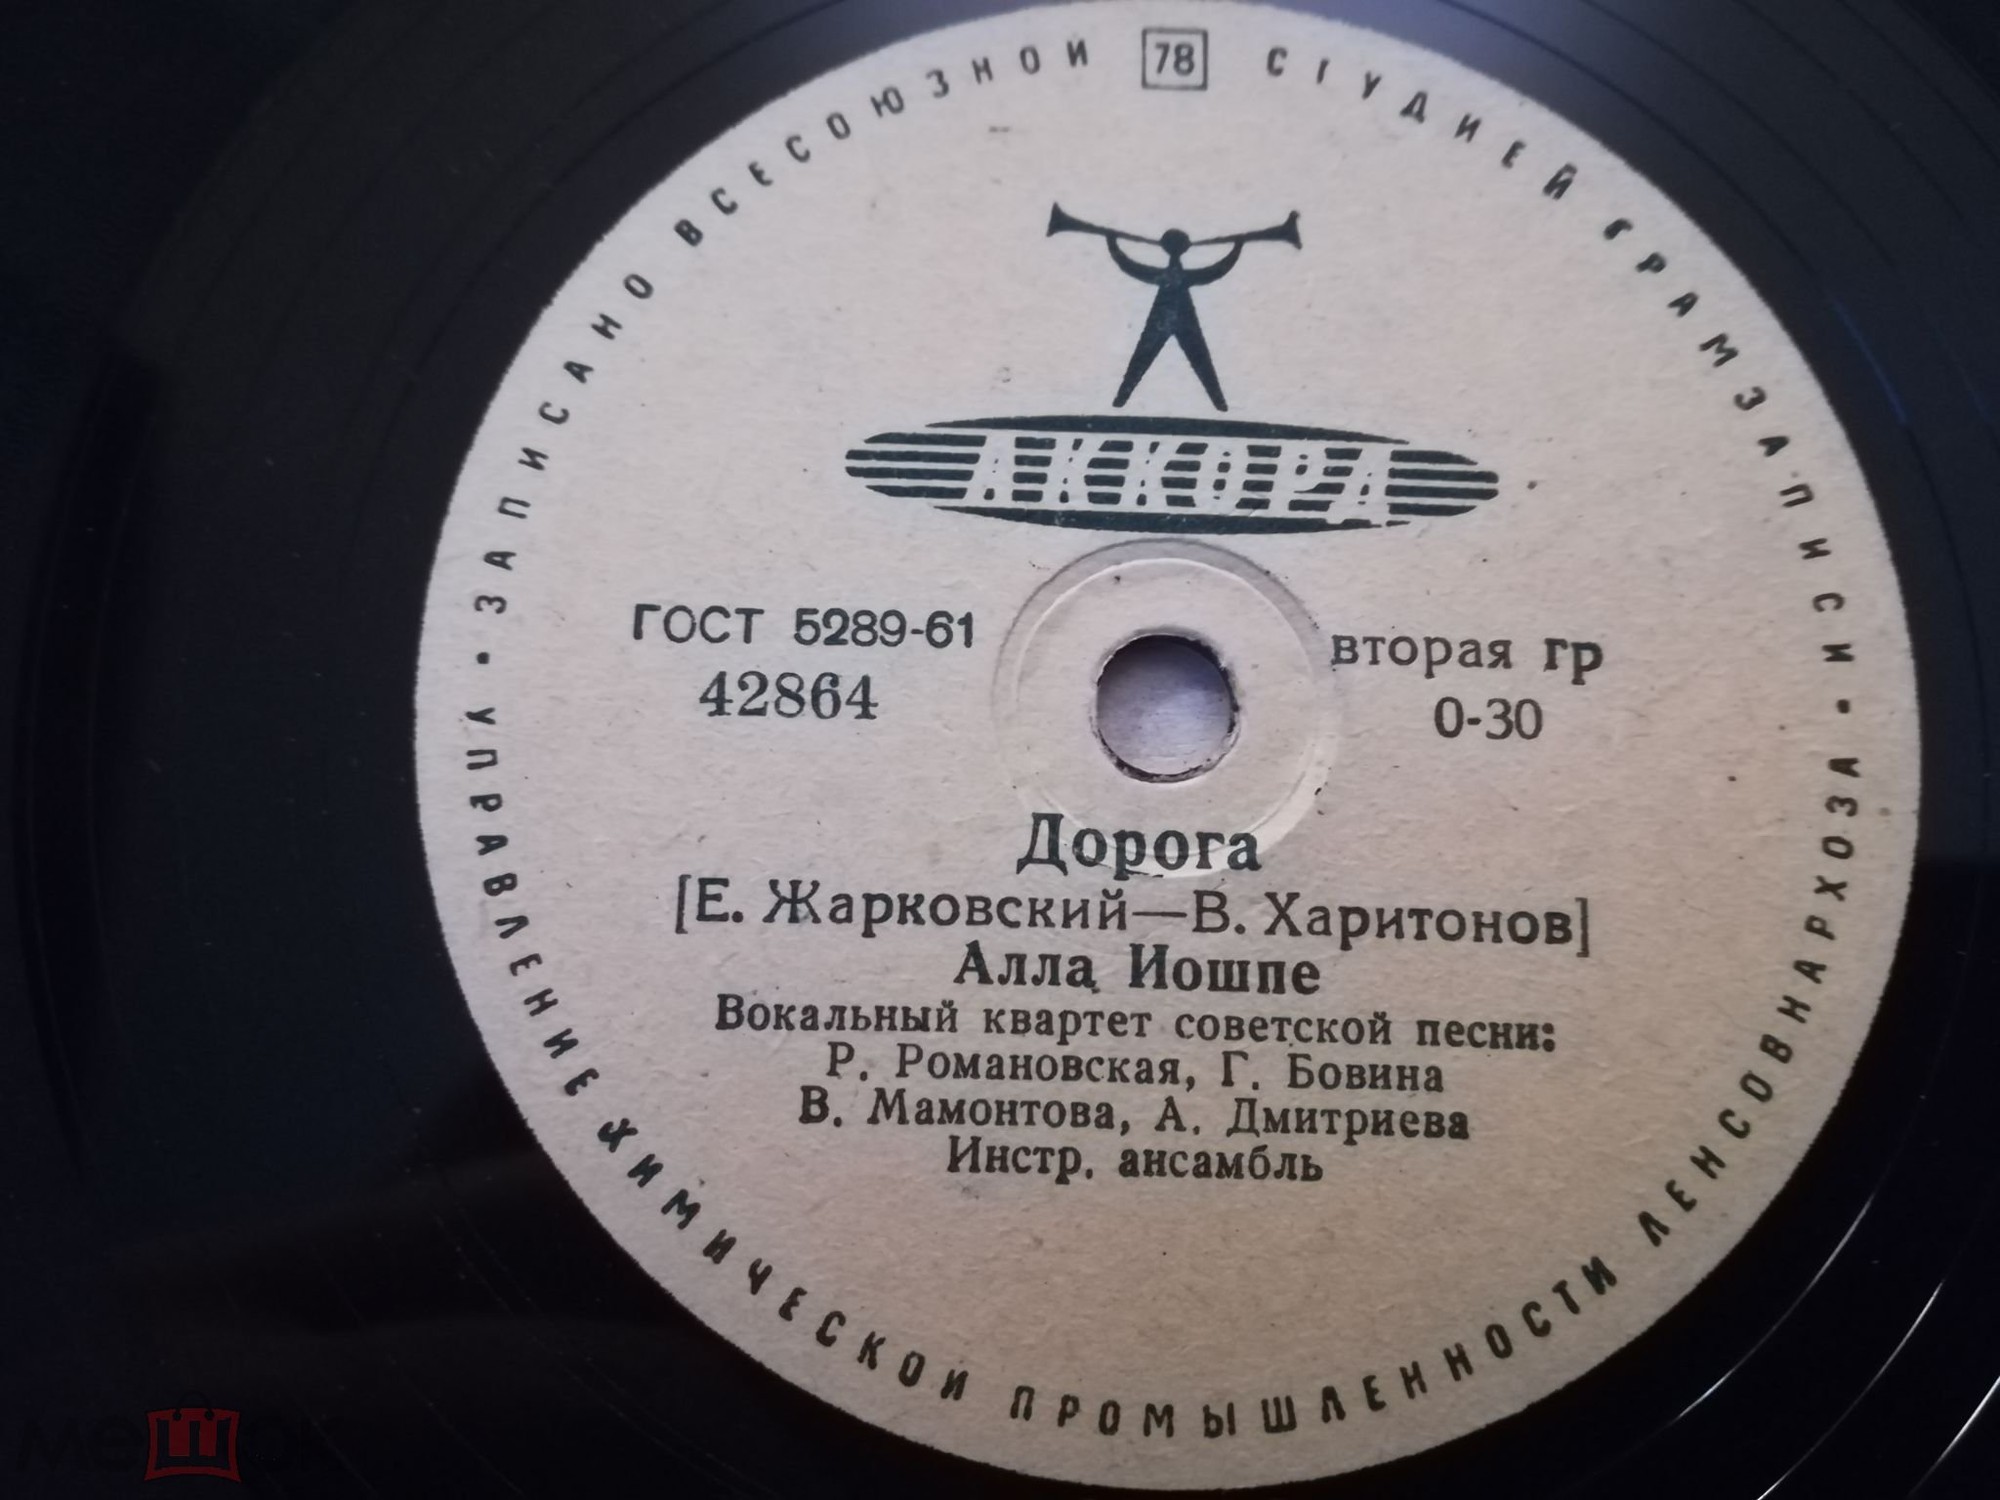 ЗАПИСАНО ВСЕСОЮЗНОЙ 78 СТУДИЕЙ ГРАМЗАПИСИ
АККОРД
ГОСТ 5289-61
42864
вторая гр
0-30
Дорога
[Е. Жарковский—В. Харитонов]
Алла Иошпе
Вокальный квартет советской песни:
Р. Романовская, Г. Бовина
В. Мамонтова, А. Дмитриева
Инстр. ансамбль
• УПРАВЛЕНИЕ ХИМИЧЕСКОЙ ПРОМЫШЛЕННОСТИ ЛЕНСОВНАРХОЗА •
мешок